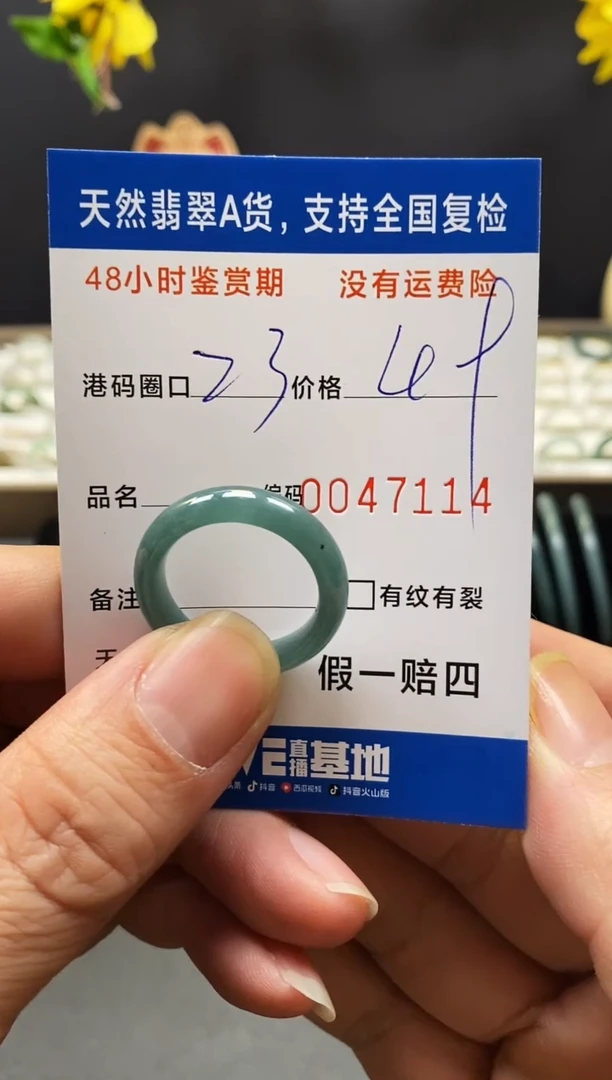 天然翡翠A货，支持全国复检
48小时鉴赏期 没有运费险
港码圈口 23 价格 49
品名 编码 0047114
备注 有纹有裂
假一赔四
直播基地
头条 抖音 西瓜视频 抖音火山版